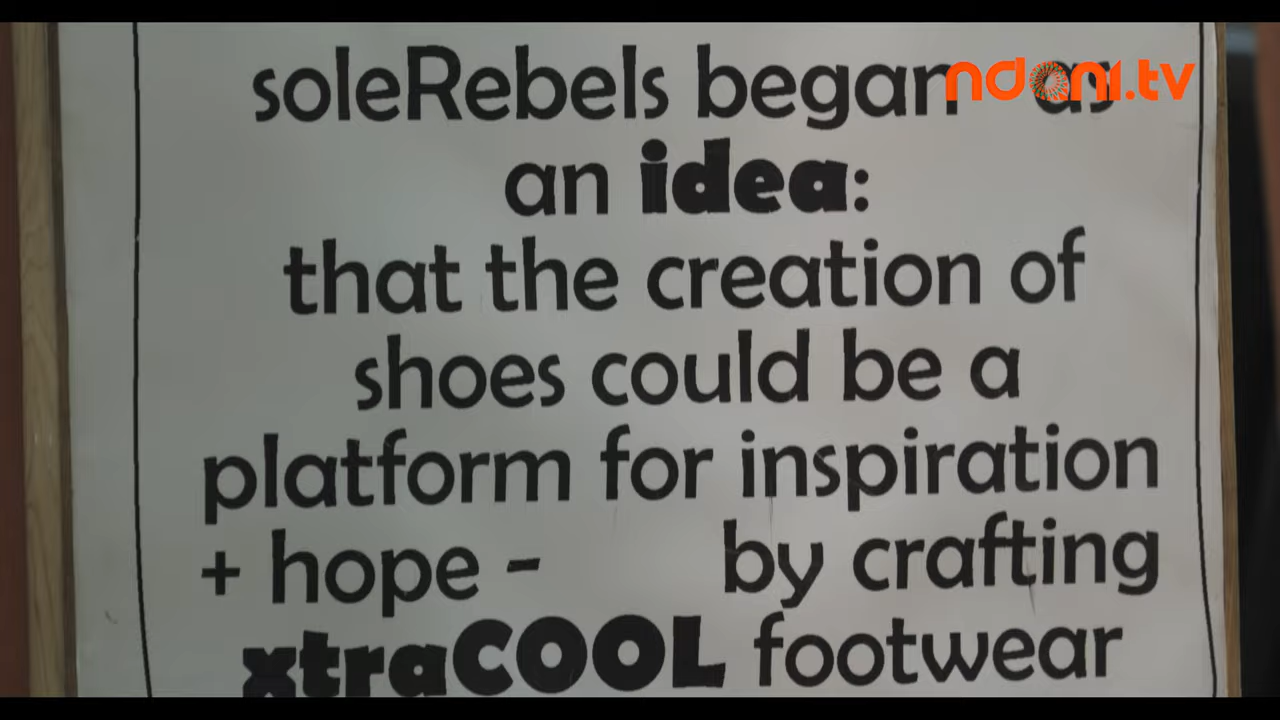 soleRebels began as
ndani.tv
an idea:
that the creation of
shoes could be a
platform for inspiration
+ hope - by crafting
xtraCOOL footwear